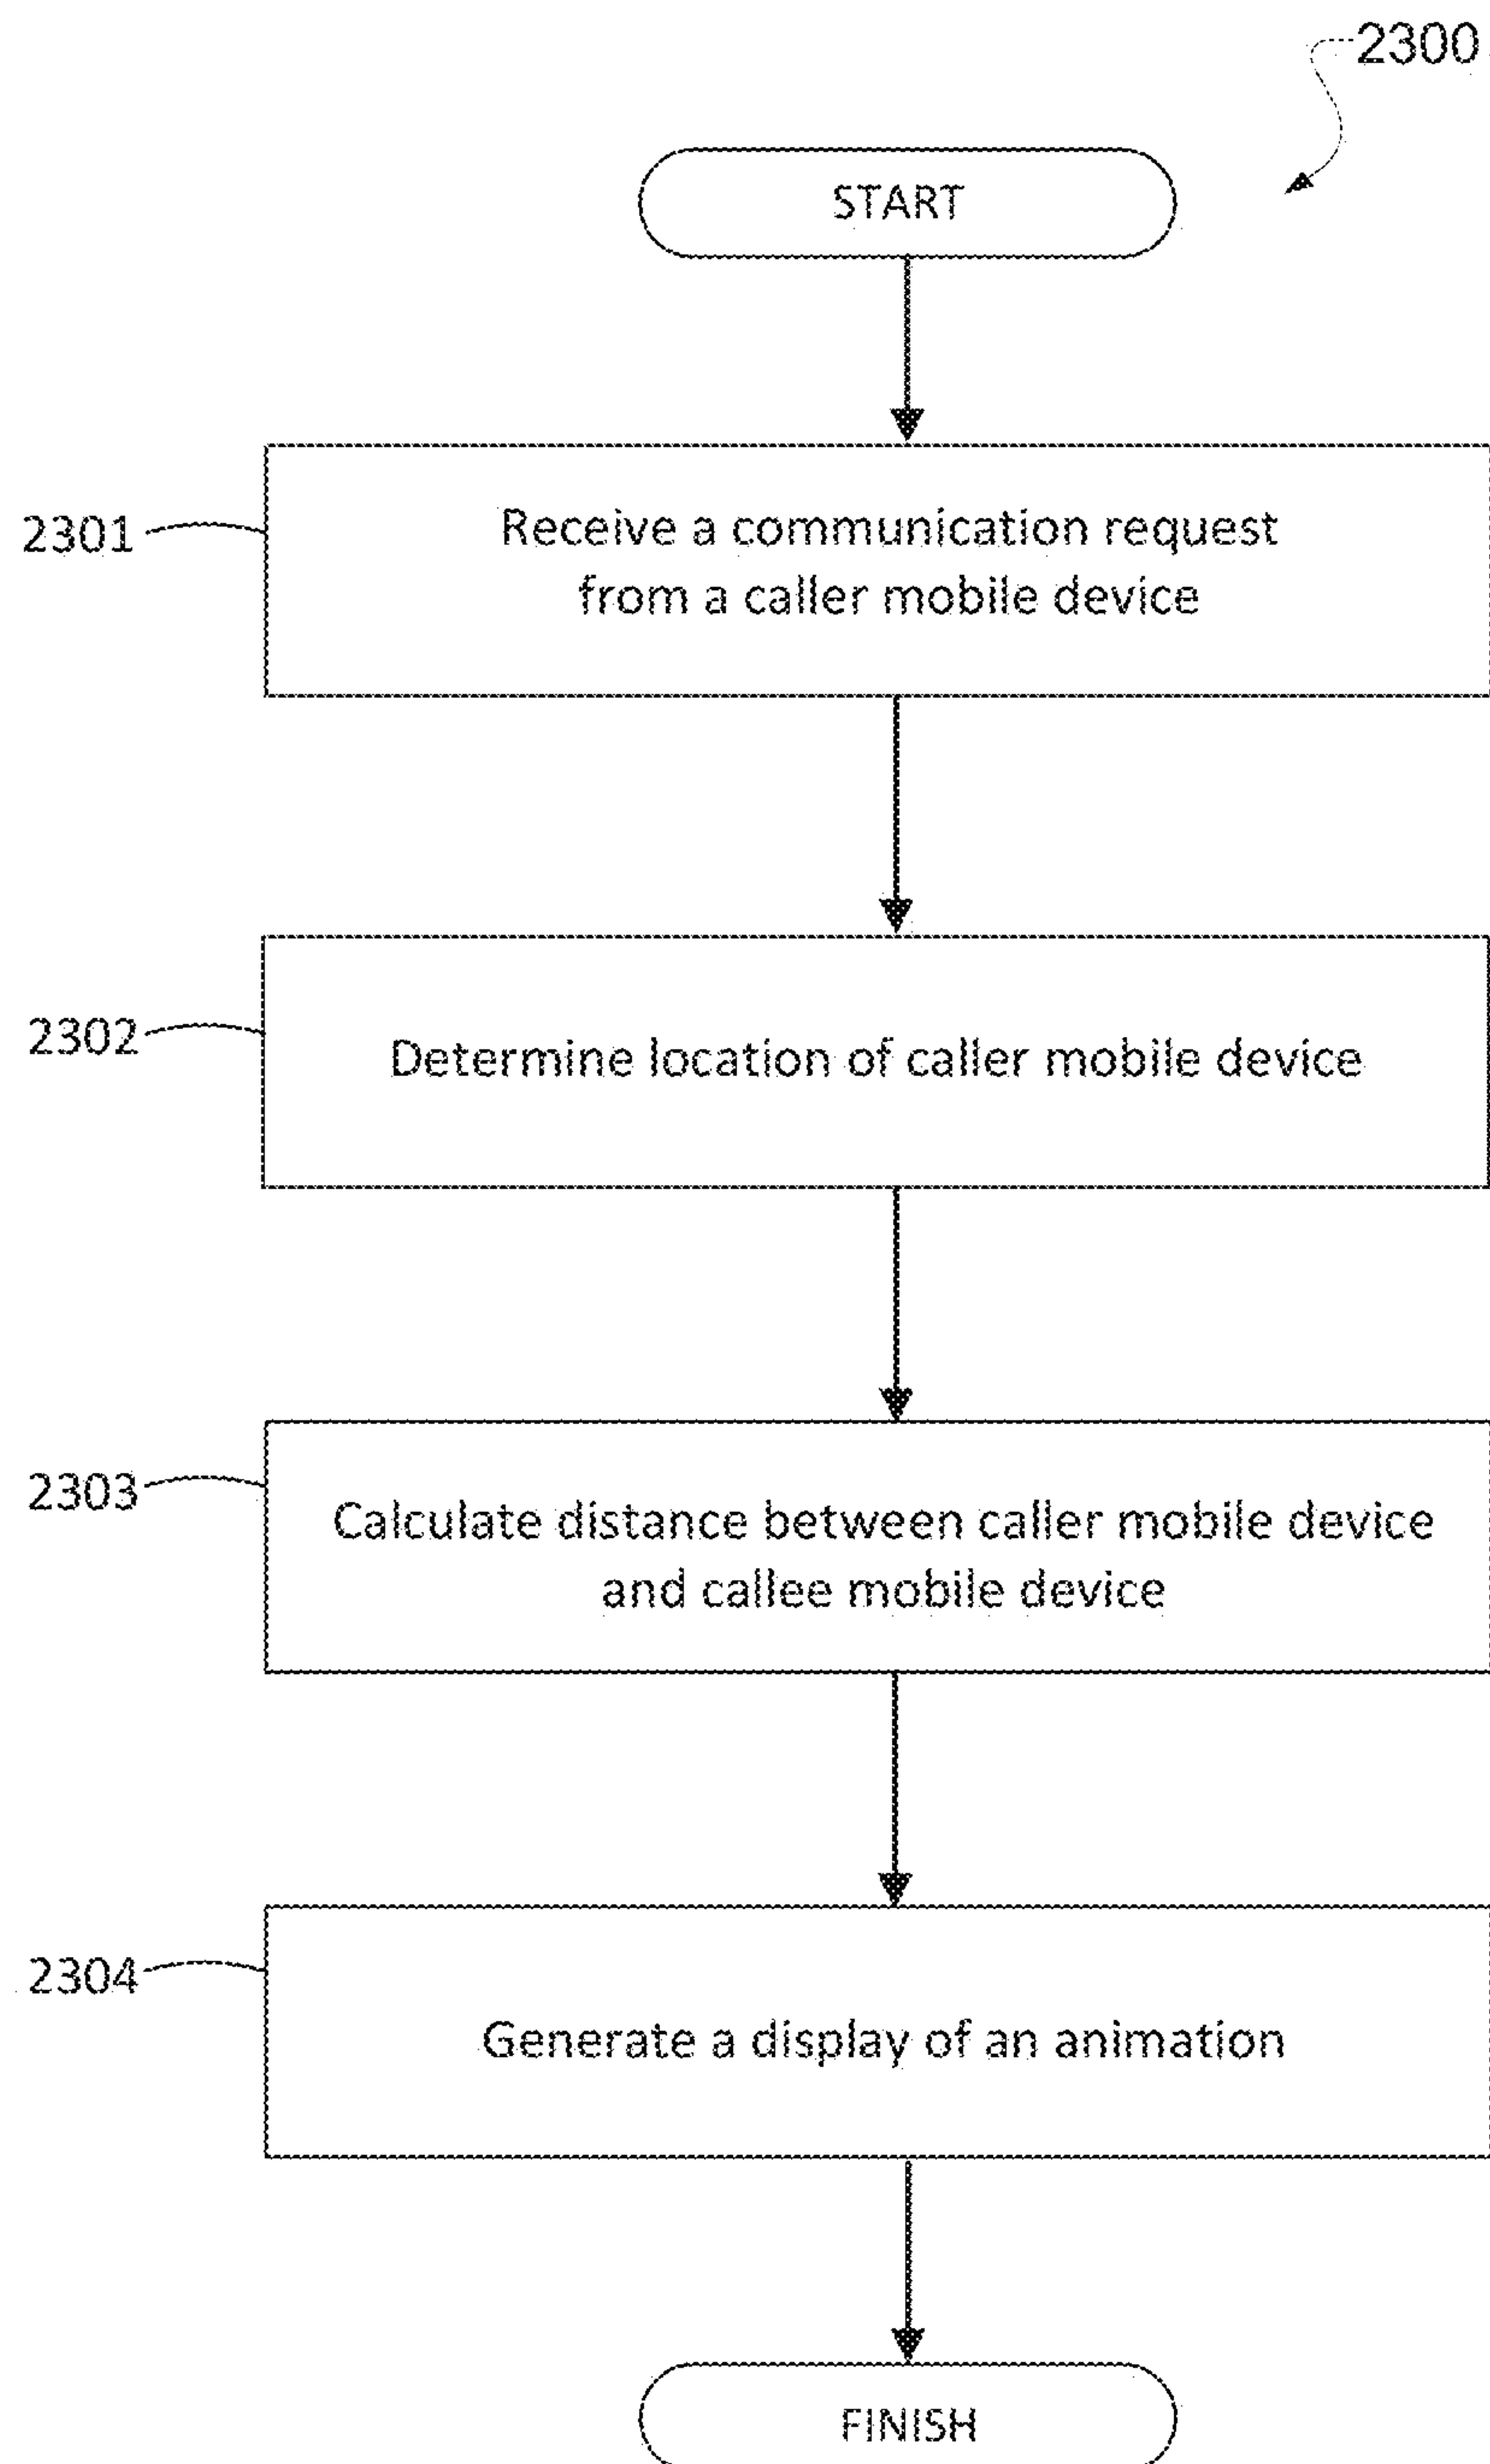 2300
START
2301
Receive a communication request
from a caller mobile device
2302
Determine location of caller mobile device
2303
Calculate distance between caller mobile device
and callee mobile device
2304
Generate a display of an animation
FINISH